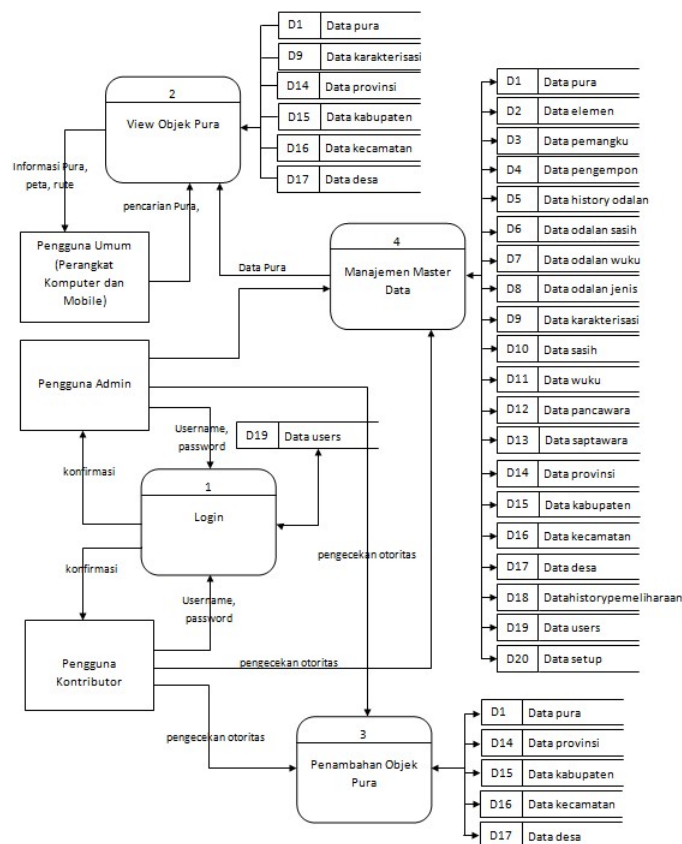 D1 Data pura
D9 Data karakterisasi
D14 Data provinsi
D15 Data kabupaten
D16 Data kecamatan
D17 Data desa
2
View Objek Pura
Informasi Pura,
peta, rute
pencarian Pura,
Pengguna Umum
(Perangkat
Komputer dan
Mobile)
Data Pura
4
Manajemen Master
Data
D1 Data pura
D2 Data elemen
D3 Data pemangku
D4 Data pengempon
D5 Data history odalan
D6 Data odalan sasih
D7 Data odalan wuku
D8 Data odalan jenis
D9 Data karakterisasi
D10 Data sasih
D11 Data wuku
D12 Data pancawara
D13 Data saptawara
D14 Data provinsi
D15 Data kabupaten
D16 Data kecamatan
D17 Data desa
D18 Datahistorypemeliharaan
D19 Data users
D20 Data setup
Pengguna Admin
Username,
password
D19 Data users
konfirmasi
1
Login
pengecekan otoritas
konfirmasi
Username,
password
Pengguna
Kontributor
pengecekan otoritas
pengecekan otoritas
3
Penambahan Objek
Pura
D1 Data pura
D14 Data provinsi
D15 Data kabupaten
D16 Data kecamatan
D17 Data desa